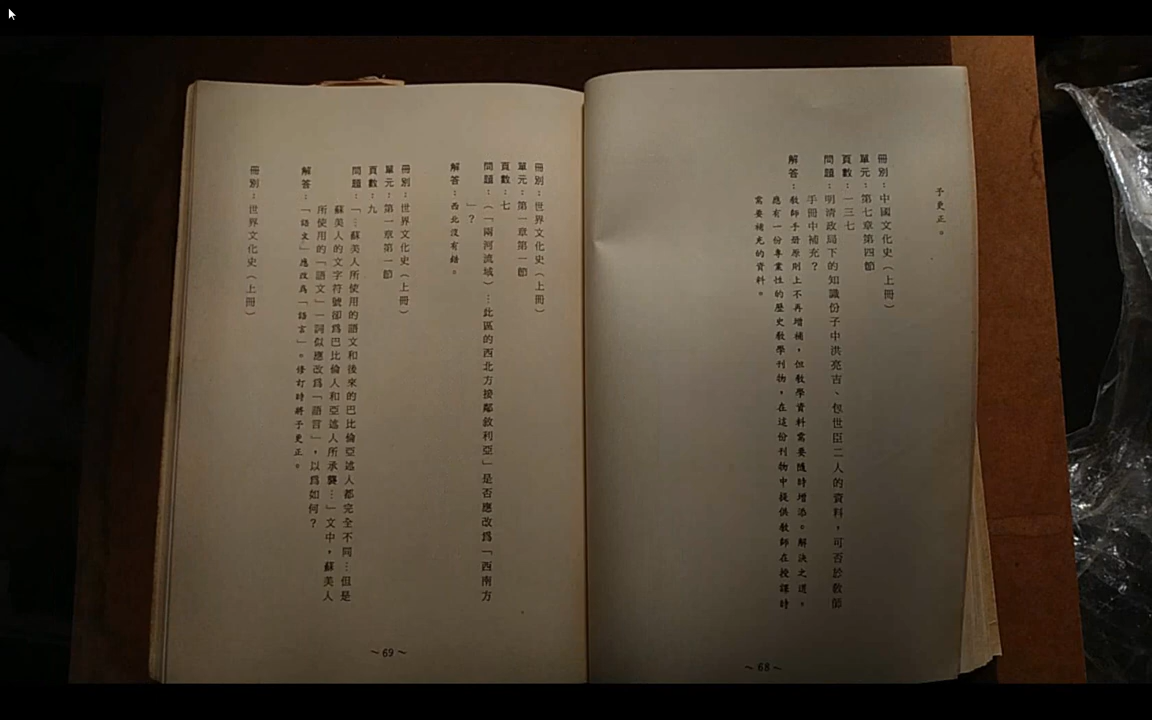 予更正。
冊別：中國文化史（上冊）
單元：第七章第四節
頁數：一三七
問題：明清政局下的知識份子中洪亮吉、包世臣二人的資料，可否於教師
手冊中補充？
解答：教師手冊原則上不再增補，但教學資料需要隨時增添。解決之道，
應有一份專業性的歷史教學刊物，在這份刊物中提供教師在授課時
需要補充的資料。
～68～
冊別：世界文化史（上冊）
單元：第一章第一節
頁數：七
問題：（「兩河流域）…此區的西北方接鄰敘利亞」是否應改爲「西南方
」？
解答：西北沒有錯。
冊別：世界文化史（上冊）
單元：第一章第一節
頁數：九
問題：「…蘇美人所使用的語文和後來的巴比倫亞述人都完全不同…但是
蘇美人的文字符號卻爲巴比倫人和亞述人所承襲…」文中，蘇美人
所使用的「語文」一詞似應改爲「語言」，以爲如何？
解答：「語文」應改爲「語言」。修訂時將予更正。
冊別：世界文化史（上冊）
～69～